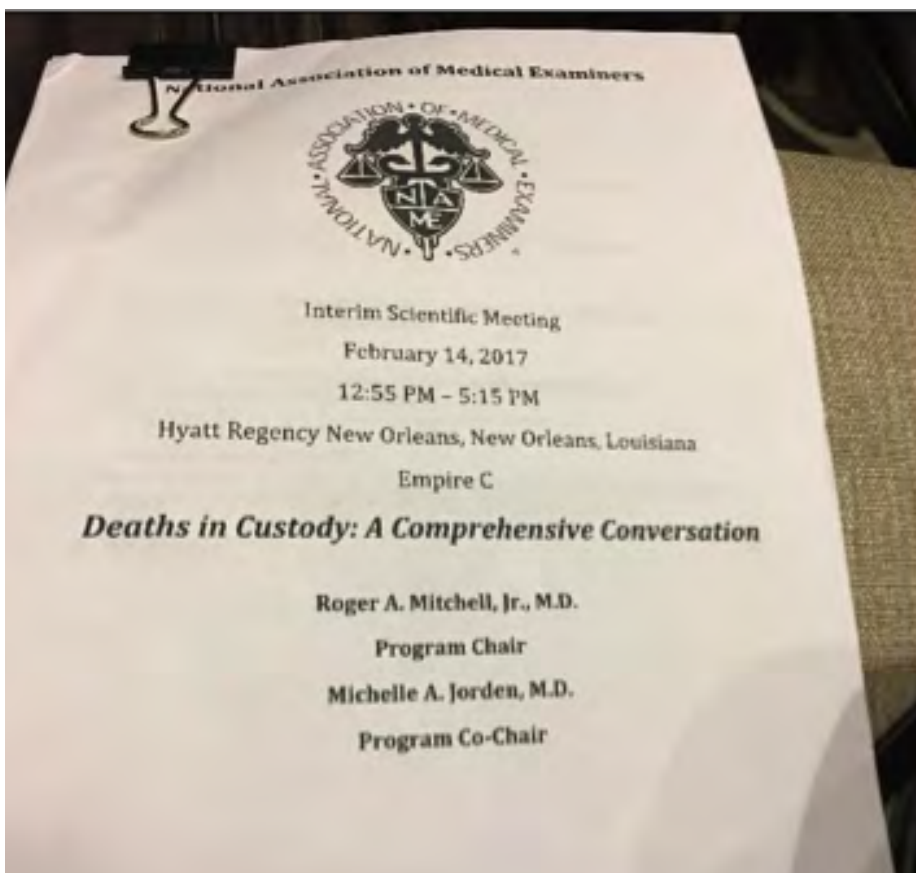 National Association of Medical Examiners
NATIONAL • ASSOCIATION • OF • MEDICAL • EXAMINERS •
NAME
Interim Scientific Meeting
February 14, 2017
12:55 PM – 5:15 PM
Hyatt Regency New Orleans, New Orleans, Louisiana
Empire C
Deaths in Custody: A Comprehensive Conversation
Roger A. Mitchell, Jr., M.D.
Program Chair
Michelle A. Jorden, M.D.
Program Co-Chair